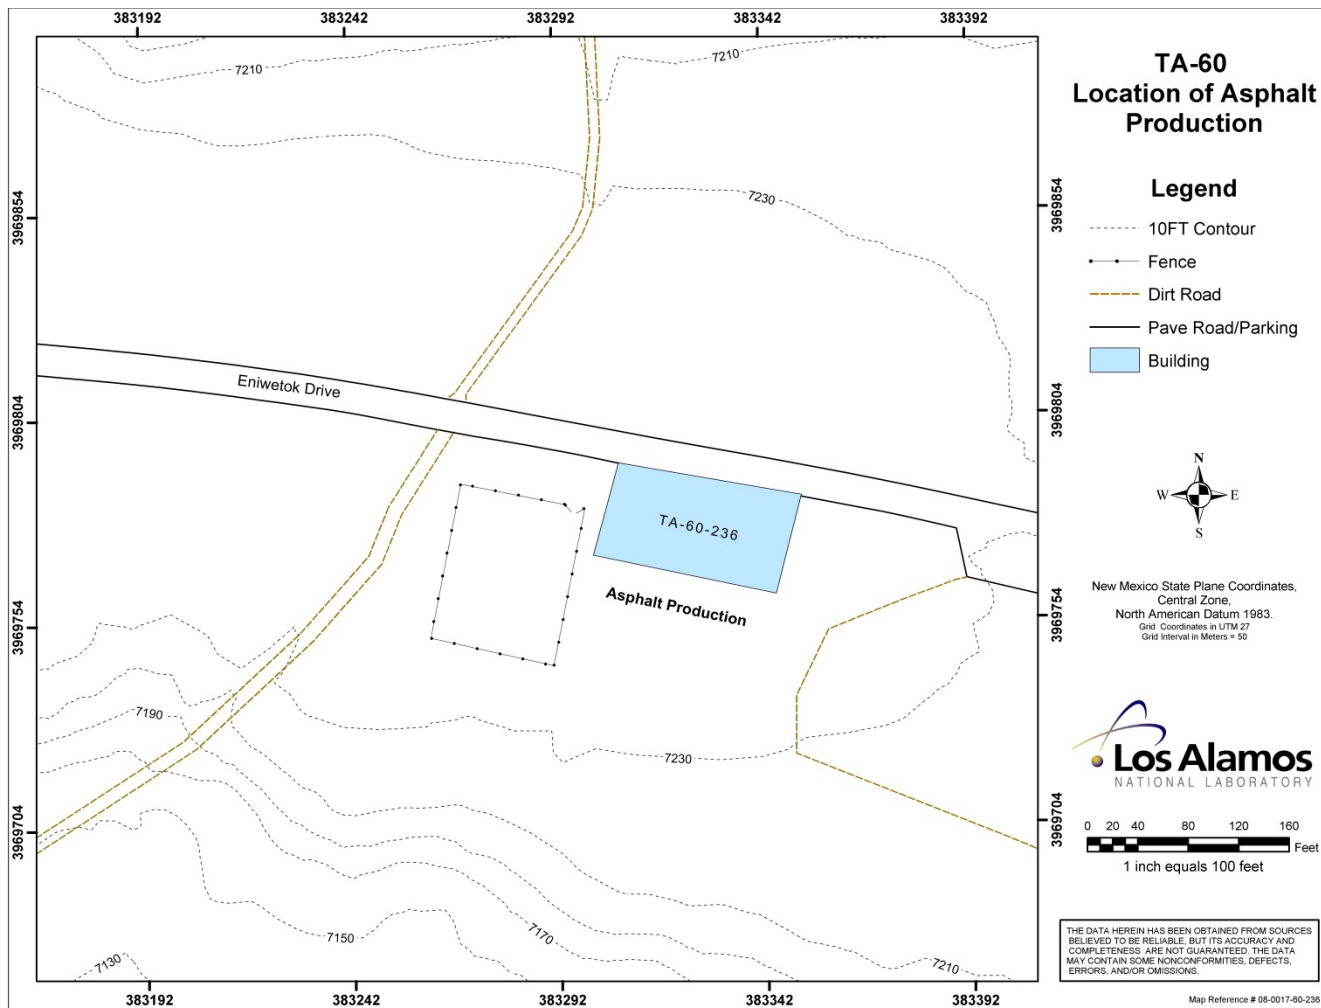 383192
383242
383292
383342
383392
TA-60
Location of Asphalt
Production
Legend
10FT Contour
Fence
Dirt Road
Pave Road/Parking
Building
7210
7210
7230
3969854
3969854
Eniwetok Drive
3969804
3969804
N
W
E
S
TA-60-236
Asphalt Production
New Mexico State Plane Coordinates,
Central Zone,
North American Datum 1983.
Grid Coordinates in UTM 27
Grid Interval in Meters = 50
3969754
3969754
7190
7230
Los Alamos
NATIONAL LABORATORY
3969704
3969704
0 20 40 80 120 160
Feet
1 inch equals 100 feet
7150
7170
7130
7210
THE DATA HEREIN HAS BEEN OBTAINED FROM SOURCES
BELIEVED TO BE RELIABLE, BUT ITS ACCURACY AND
COMPLETENESS ARE NOT GUARANTEED. THE DATA
MAY CONTAIN SOME NONCONFORMITIES, DEFECTS,
ERRORS, AND/OR OMISSIONS.
383192
383242
383292
383342
383392
Map Reference # 08-0017-60-236